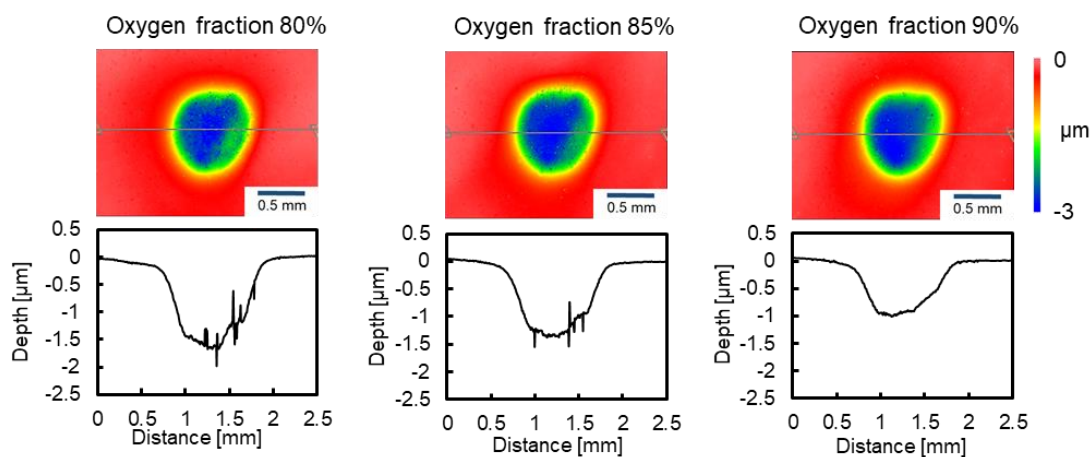 Oxygen fraction 80%
Oxygen fraction 85%
Oxygen fraction 90%
0
µm
-3
0.5 mm
0.5 mm
0.5 mm
0.5
0
-0.5
-1
-1.5
-2
-2.5
Depth [µm]
0 0.5 1 1.5 2 2.5
Distance [mm]
0.5
0
-0.5
-1
-1.5
-2
-2.5
Depth [µm]
0 0.5 1 1.5 2 2.5
Distance [mm]
0.5
0
-0.5
-1
-1.5
-2
-2.5
Depth [µm]
0 0.5 1 1.5 2 2.5
Distance [mm]